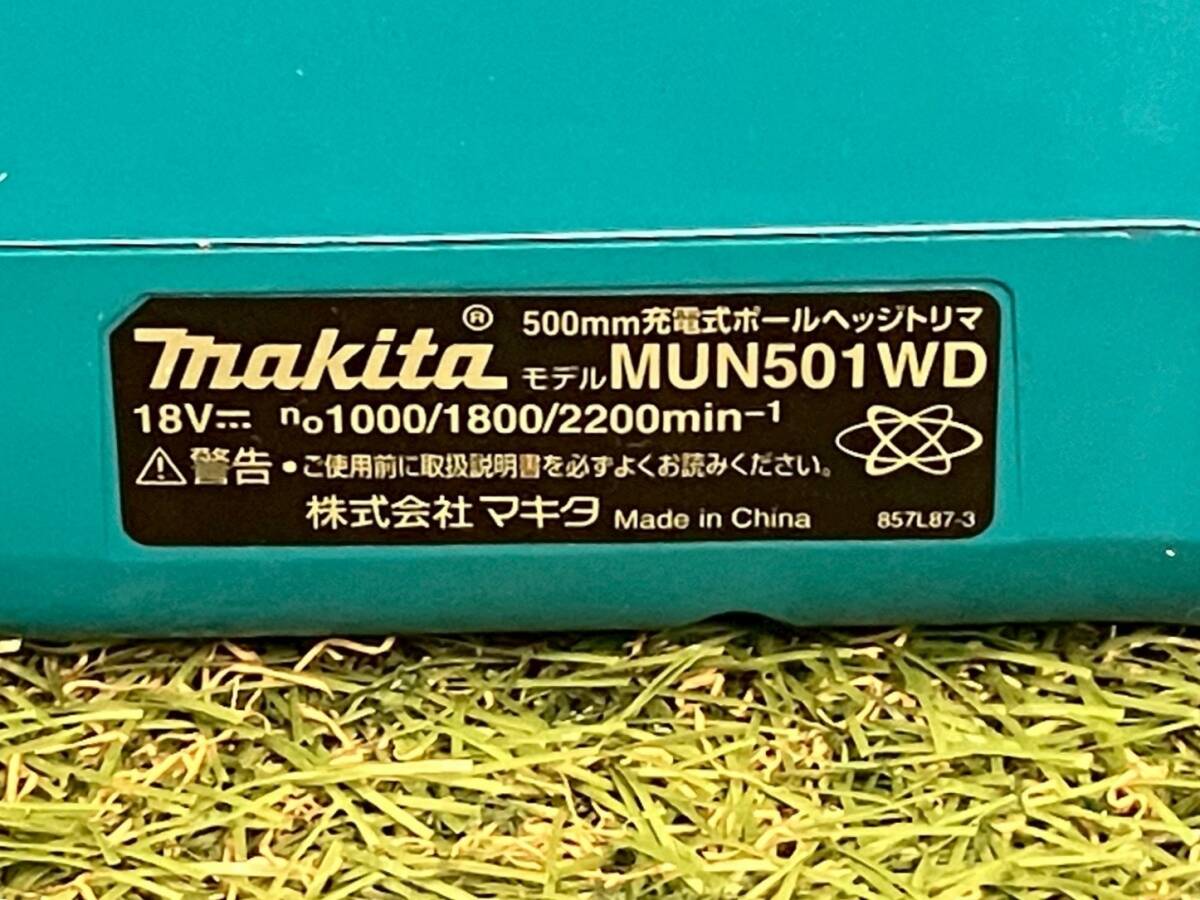 makita®
500mm充電式ポールヘッジトリマ
モデルMUN501WD
18V⎓ no1000/1800/2200min-1
⚠警告 •ご使用前に取扱説明書を必ずよくお読みください。
株式会社マキタ Made in China 857L87-3